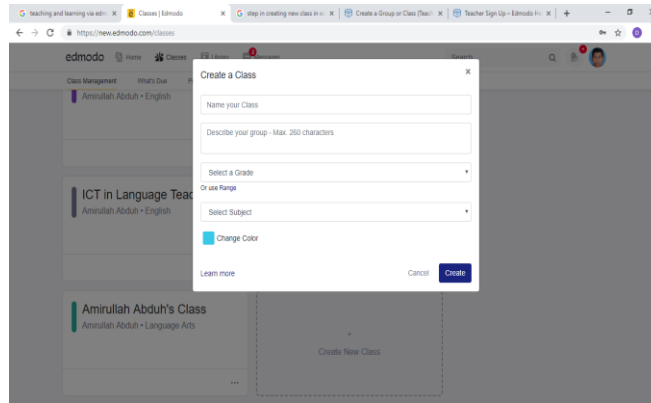 teaching and learning via edm
Classes | Edmodo
step in creating new class in e
Create a Group or Class (Teach
Teacher Sign Up – Edmodo He
https://new.edmodo.com/classes
edmodo
Home
Classes
Library
Messages
Search
Class Management
What's Due
Amirullah Abduh • English
Create a Class
Name your Class
Describe your group - Max. 260 characters
Select a Grade
Or use Range
Select Subject
Change Color
Learn more
Cancel
Create
ICT in Language Teac
Amirullah Abduh • English
Amirullah Abduh's Class
Amirullah Abduh • Language Arts
+
Create New Class